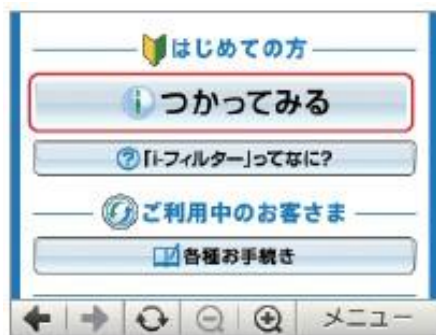 はじめての方
つかってみる
「i-フィルター」ってなに?
ご利用中のお客さま
各種お手続き
メニュー